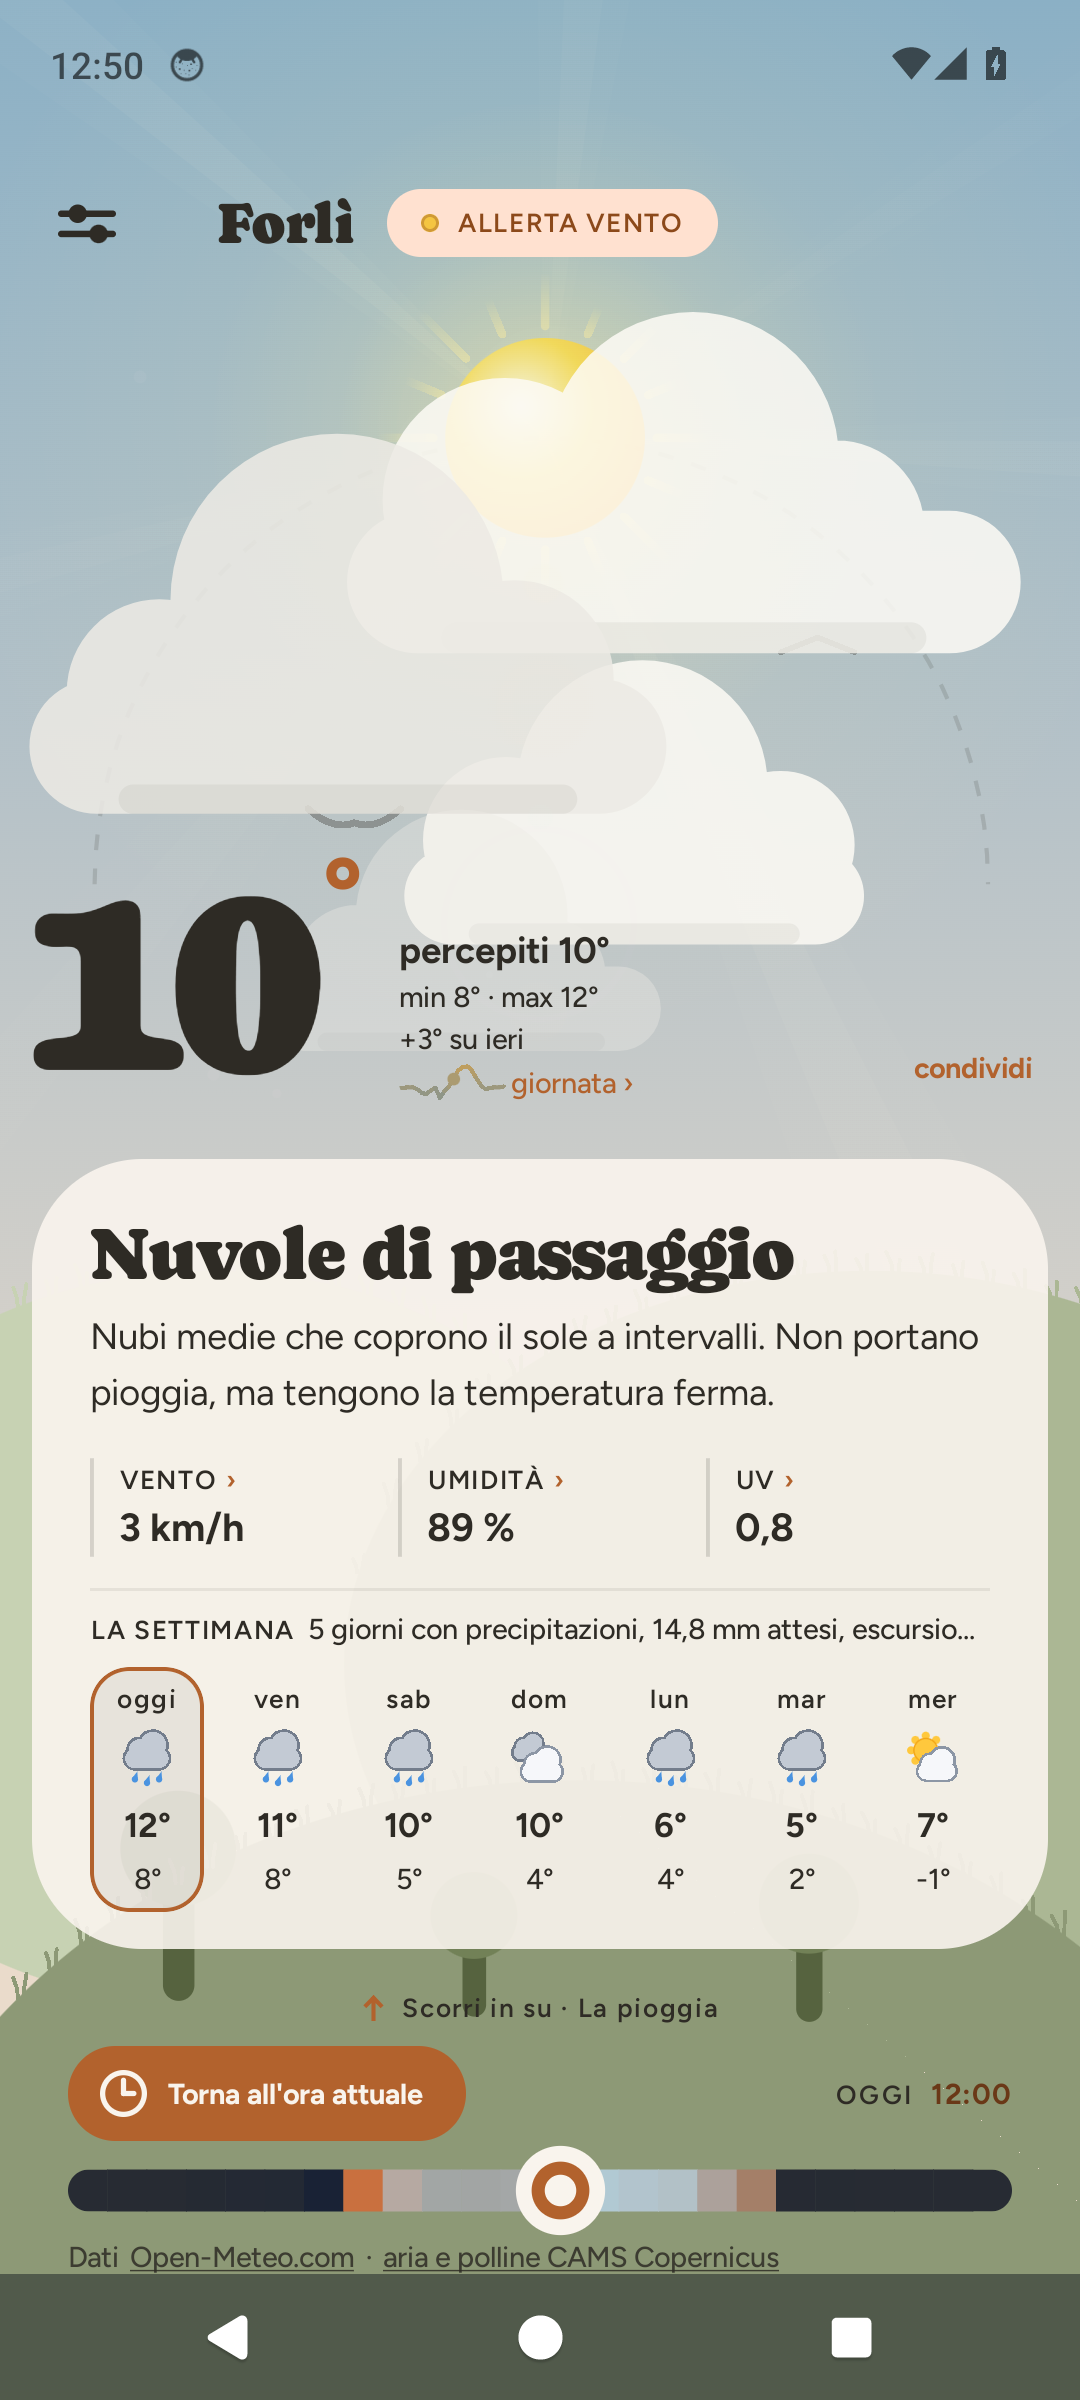 12:50
Forlì
ALLERTA VENTO
10°
percepiti 10°
min 8° · max 12°
+3° su ieri
giornata ›
condividi
Nuvole di passaggio
Nubi medie che coprono il sole a intervalli. Non portano
pioggia, ma tengono la temperatura ferma.
VENTO › UMIDITÀ › UV ›
3 km/h 89 % 0,8
LA SETTIMANA 5 giorni con precipitazioni, 14,8 mm attesi, escursio...
oggi ven sab dom lun mar mer
12° 11° 10° 10° 6° 5° 7°
8° 8° 5° 4° 4° 2° -1°
↑ Scorri in su · La pioggia
Torna all'ora attuale
OGGI 12:00
Dati Open-Meteo.com · aria e polline CAMS Copernicus